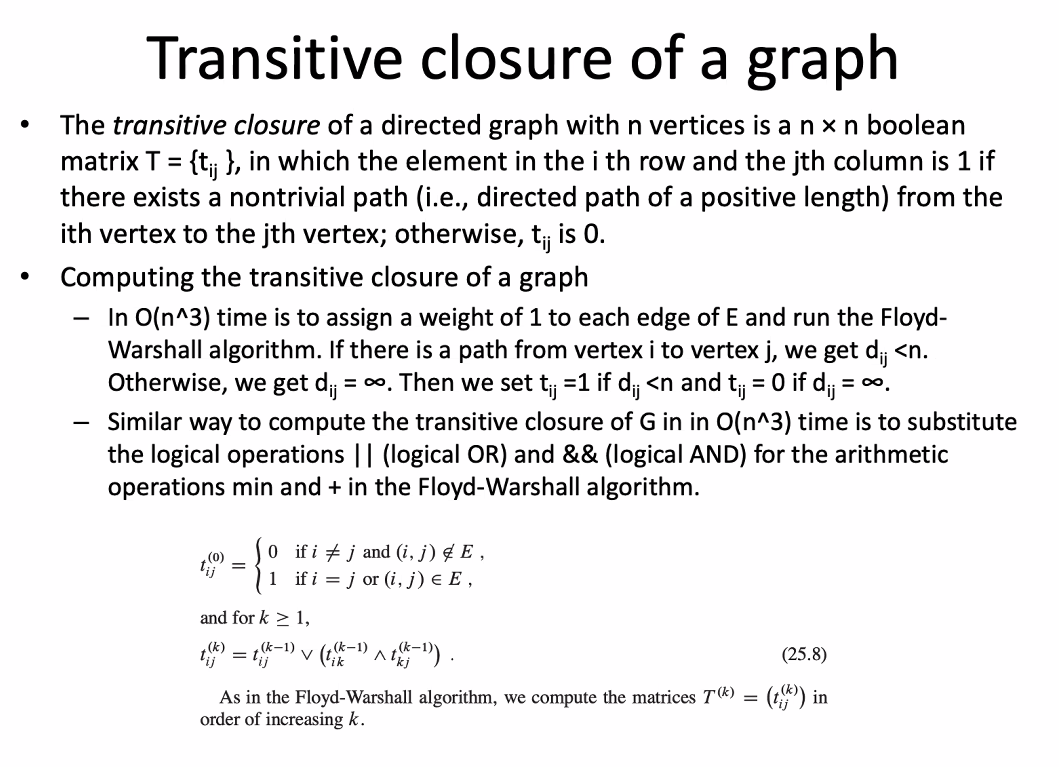 Transitive closure of a graph
• The transitive closure of a directed graph with n vertices is a n × n boolean
matrix T = {tᵢⱼ }, in which the element in the i th row and the jth column is 1 if
there exists a nontrivial path (i.e., directed path of a positive length) from the
ith vertex to the jth vertex; otherwise, tᵢⱼ is 0.
• Computing the transitive closure of a graph
– In O(n^3) time is to assign a weight of 1 to each edge of E and run the Floyd-
Warshall algorithm. If there is a path from vertex i to vertex j, we get dᵢⱼ <n.
Otherwise, we get dᵢⱼ = ∞. Then we set tᵢⱼ =1 if dᵢⱼ <n and tᵢⱼ = 0 if dᵢⱼ = ∞.
– Similar way to compute the transitive closure of G in in O(n^3) time is to substitute
the logical operations || (logical OR) and && (logical AND) for the arithmetic
operations min and + in the Floyd-Warshall algorithm.
t_{ij}^{(0)} = { 0 if i ≠ j and (i, j) ∉ E ,
1 if i = j or (i, j) ∈ E ,
and for k ≥ 1,
t_{ij}^{(k)} = t_{ij}^{(k−1)} ∨ (t_{ik}^{(k−1)} ∧ t_{kj}^{(k−1)}) . (25.8)
As in the Floyd-Warshall algorithm, we compute the matrices T^{(k)} = (t_{ij}^{(k)}) in
order of increasing k.